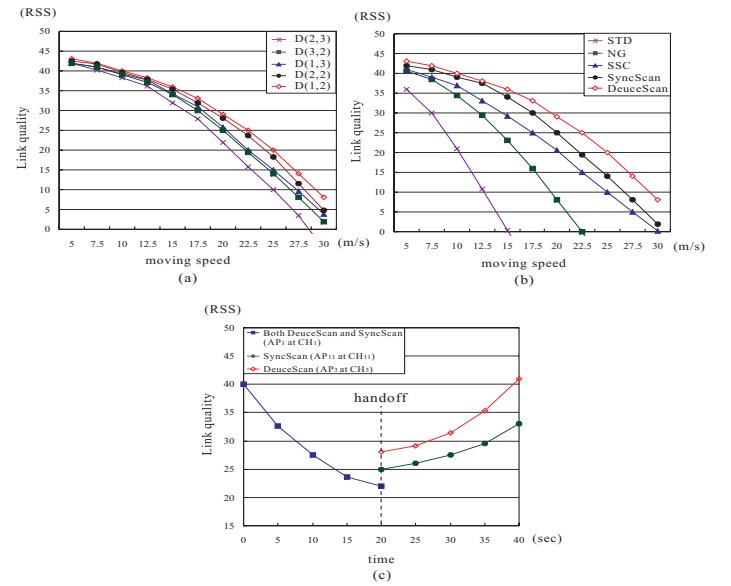 (RSS)
50
45
40
35
30
25
20
15
10
5
0
Link quality
D(2,3)
D(3,2)
D(1,3)
D(2,2)
D(1,2)
5 7.5 10 12.5 15 17.5 20 22.5 25 27.5 30 (m/s)
moving speed
(a)
(RSS)
50
45
40
35
30
25
20
15
10
5
0
Link quality
STD
NG
SSC
SyncScan
DeuceScan
5 7.5 10 12.5 15 17.5 20 22.5 25 27.5 30 (m/s)
moving speed
(b)
(RSS)
50
45
40
35
30
25
20
15
Link quality
Both DeuceScan and SyncScan
(AP1 at CH1)
SyncScan (AP11 at CH11)
DeuceScan (AP3 at CH3)
handoff
0 5 10 15 20 25 30 35 40 (sec)
time
(c)